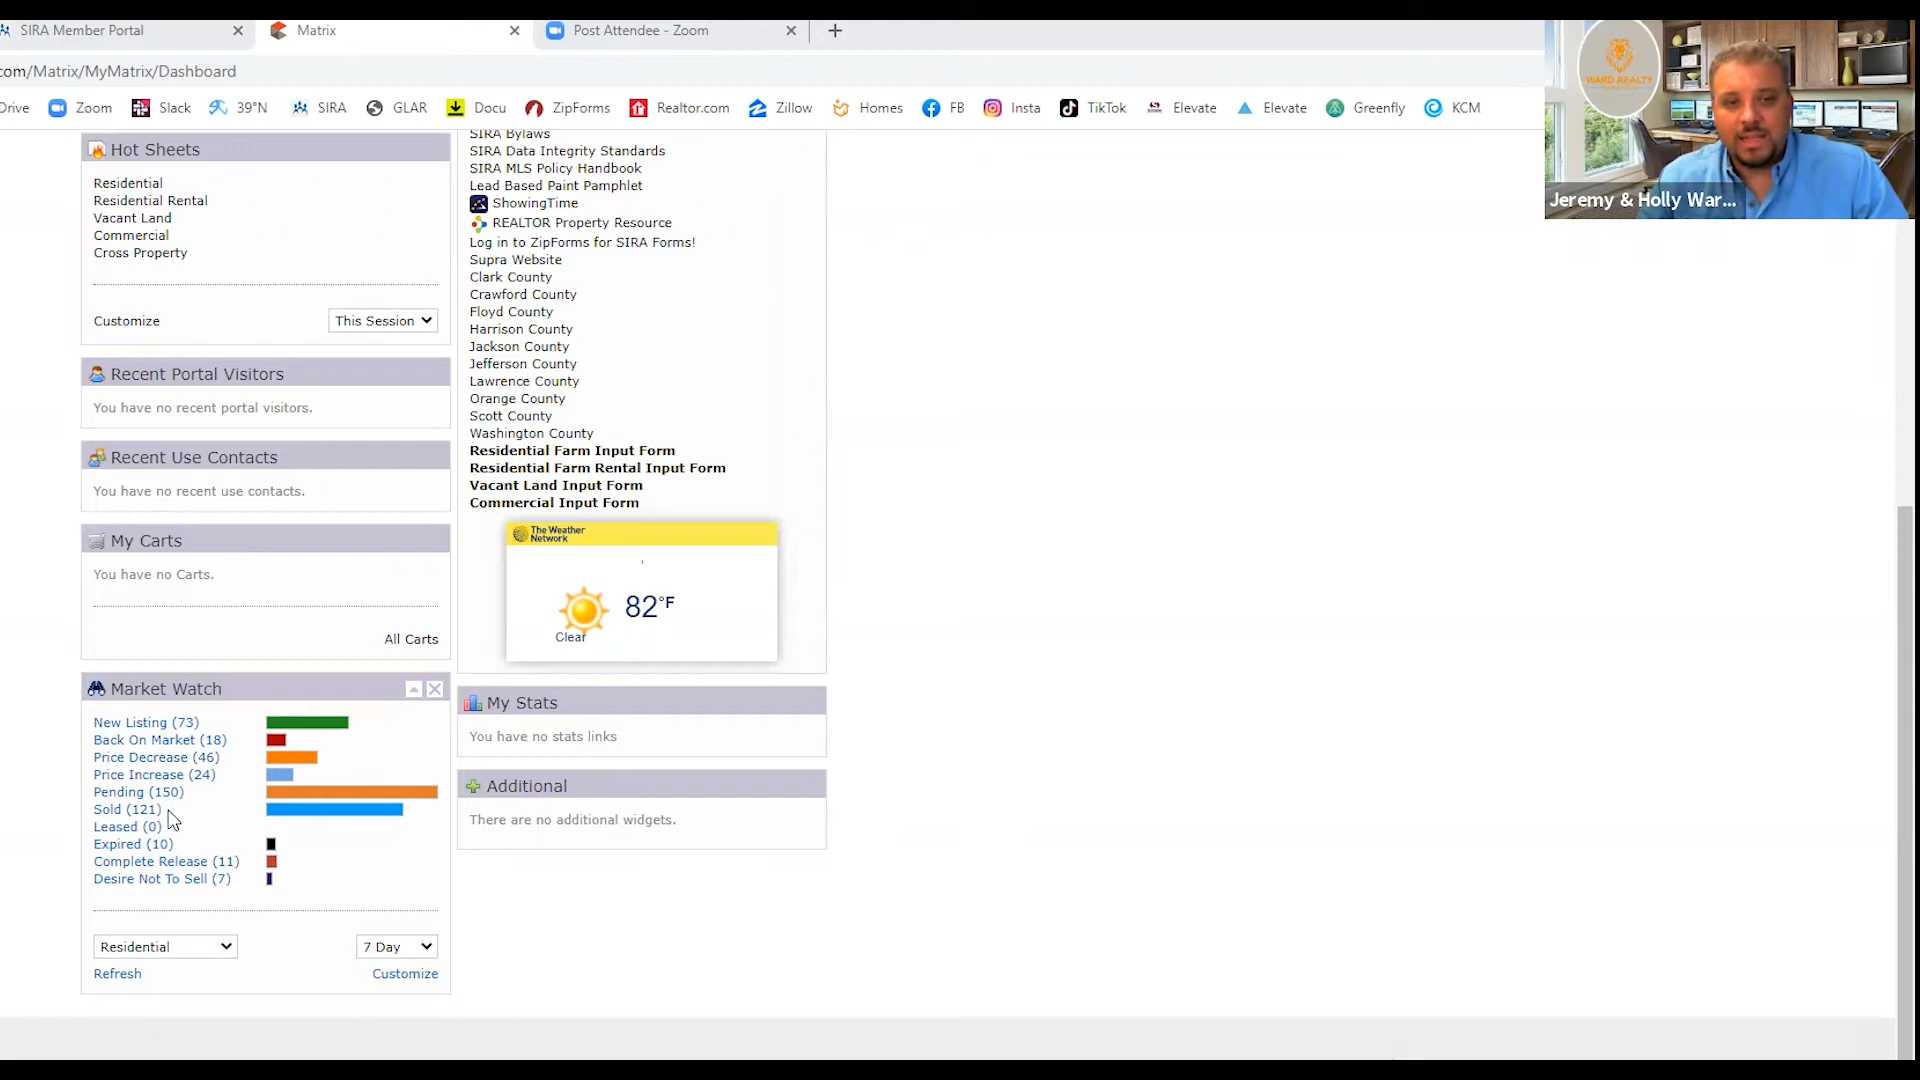 SIRA Member Portal
Matrix
Post Attendee - Zoom
com/Matrix/MyMatrix/Dashboard
Drive
Zoom
Slack
39°N
SIRA
GLAR
Docu
ZipForms
Realtor.com
Zillow
Homes
FB
Insta
TikTok
Elevate
Elevate
Greenfly
KCM
WARD REALTY
Jeremy & Holly War...
Hot Sheets
Residential
Residential Rental
Vacant Land
Commercial
Cross Property
Customize
This Session
Recent Portal Visitors
You have no recent portal visitors.
Recent Use Contacts
You have no recent use contacts.
My Carts
You have no Carts.
All Carts
Market Watch
New Listing (73)
Back On Market (18)
Price Decrease (46)
Price Increase (24)
Pending (150)
Sold (121)
Leased (0)
Expired (10)
Complete Release (11)
Desire Not To Sell (7)
Residential
7 Day
Refresh
Customize
SIRA Bylaws
SIRA Data Integrity Standards
SIRA MLS Policy Handbook
Lead Based Paint Pamphlet
ShowingTime
REALTOR Property Resource
Log in to ZipForms for SIRA Forms!
Supra Website
Clark County
Crawford County
Floyd County
Harrison County
Jackson County
Jefferson County
Lawrence County
Orange County
Scott County
Washington County
Residential Farm Input Form
Residential Farm Rental Input Form
Vacant Land Input Form
Commercial Input Form
The Weather
Network
,
82°F
Clear
My Stats
You have no stats links
Additional
There are no additional widgets.